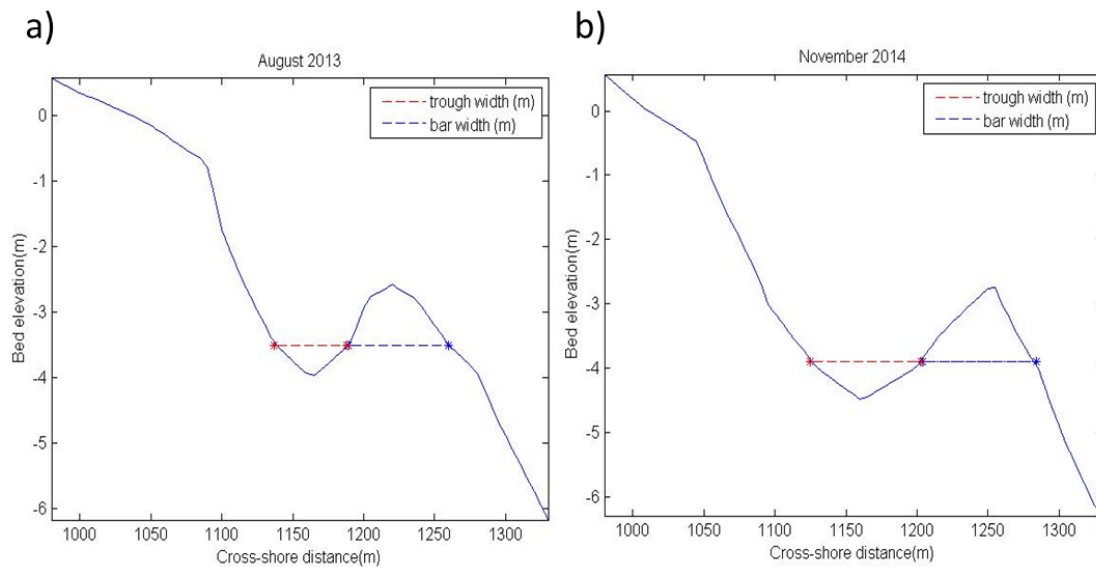 a)
August 2013
trough width (m)
bar width (m)
0
-1
-2
-3
-4
-5
-6
Bed elevation(m)
1000 1050 1100 1150 1200 1250 1300
Cross-shore distance(m)
b)
November 2014
trough width (m)
bar width (m)
0
-1
-2
-3
-4
-5
-6
Bed elevation(m)
1000 1050 1100 1150 1200 1250 1300
Cross-shore distance(m)